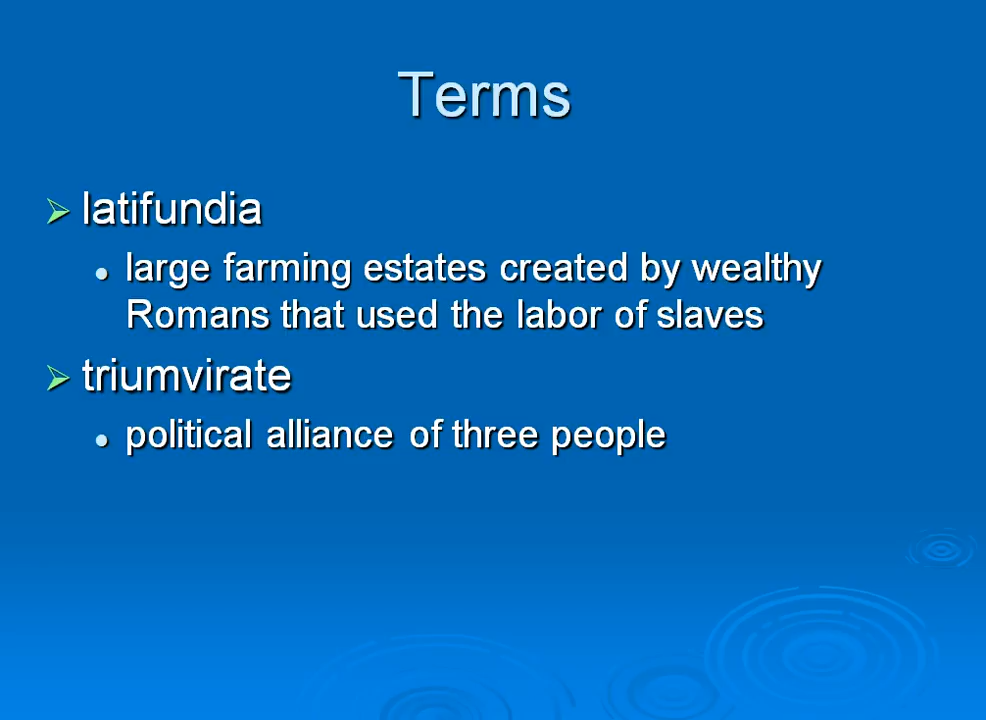 Terms
latifundia
large farming estates created by wealthy
Romans that used the labor of slaves
triumvirate
political alliance of three people